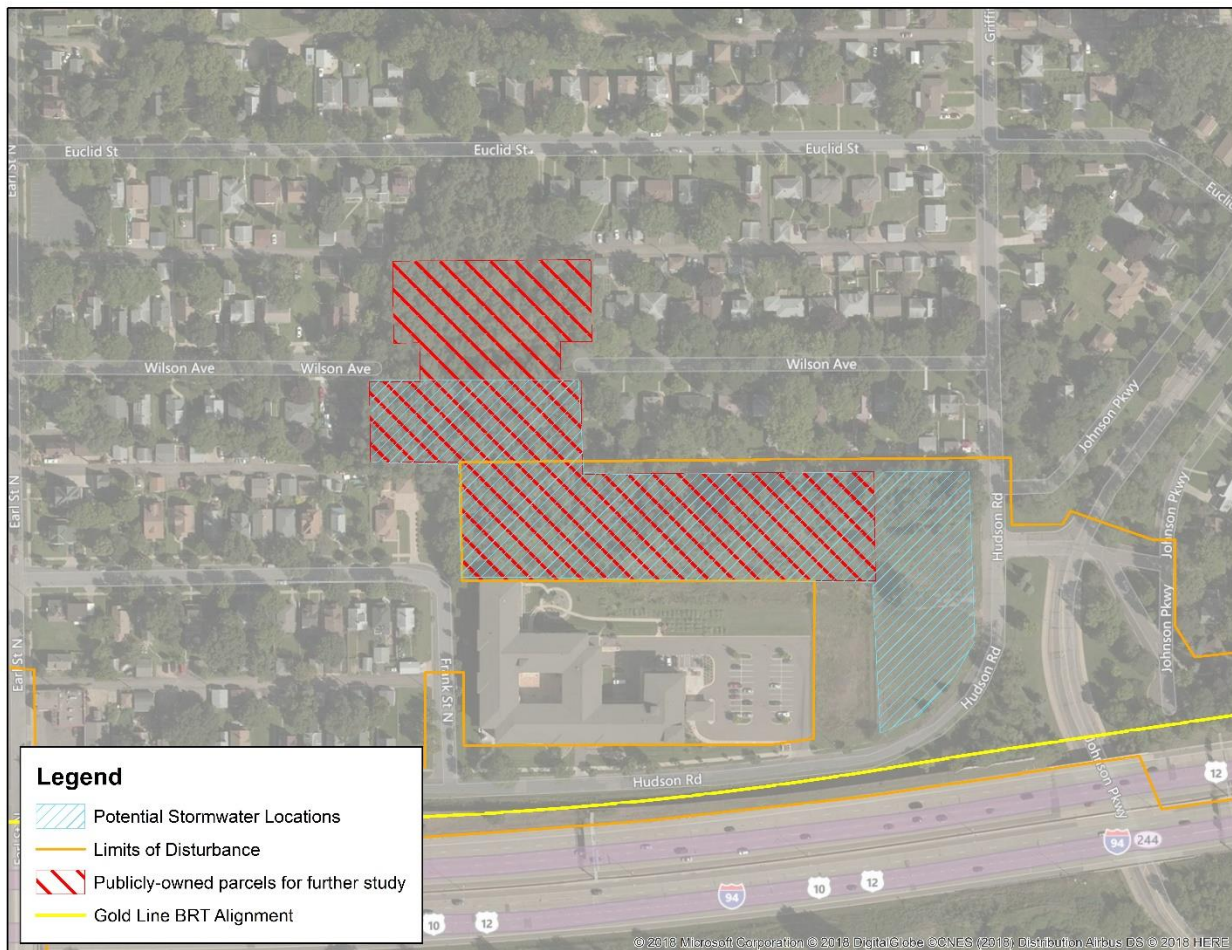 Griffi
Euclid St
Euclid St
Euclid St
Earl St N
Wilson Ave
Wilson Ave
Wilson Ave
Johnson Pkwy
Johnson Pkwy
Earl St N
Hudson Rd
Johnson Pkwy
Earl St N
Frank St N
Hudson Rd
Hudson Rd
Johnson Pkwy
12
94
244
94
10
12
10
12
Legend
Potential Stormwater Locations
Limits of Disturbance
Publicly-owned parcels for further study
Gold Line BRT Alignment
© 2018 Microsoft Corporation © 2018 DigitalGlobe ©CNES (2018) Distribution Airbus DS © 2018 HERE